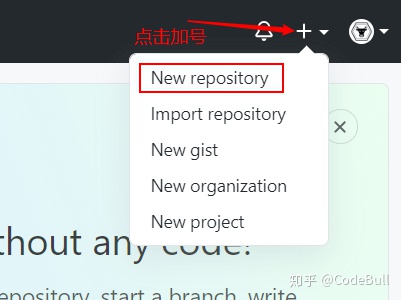 点击加号
New repository
Import repository
New gist
New organization
New project
thout any code!
epository, start a branch, write
知乎 @CodeBull